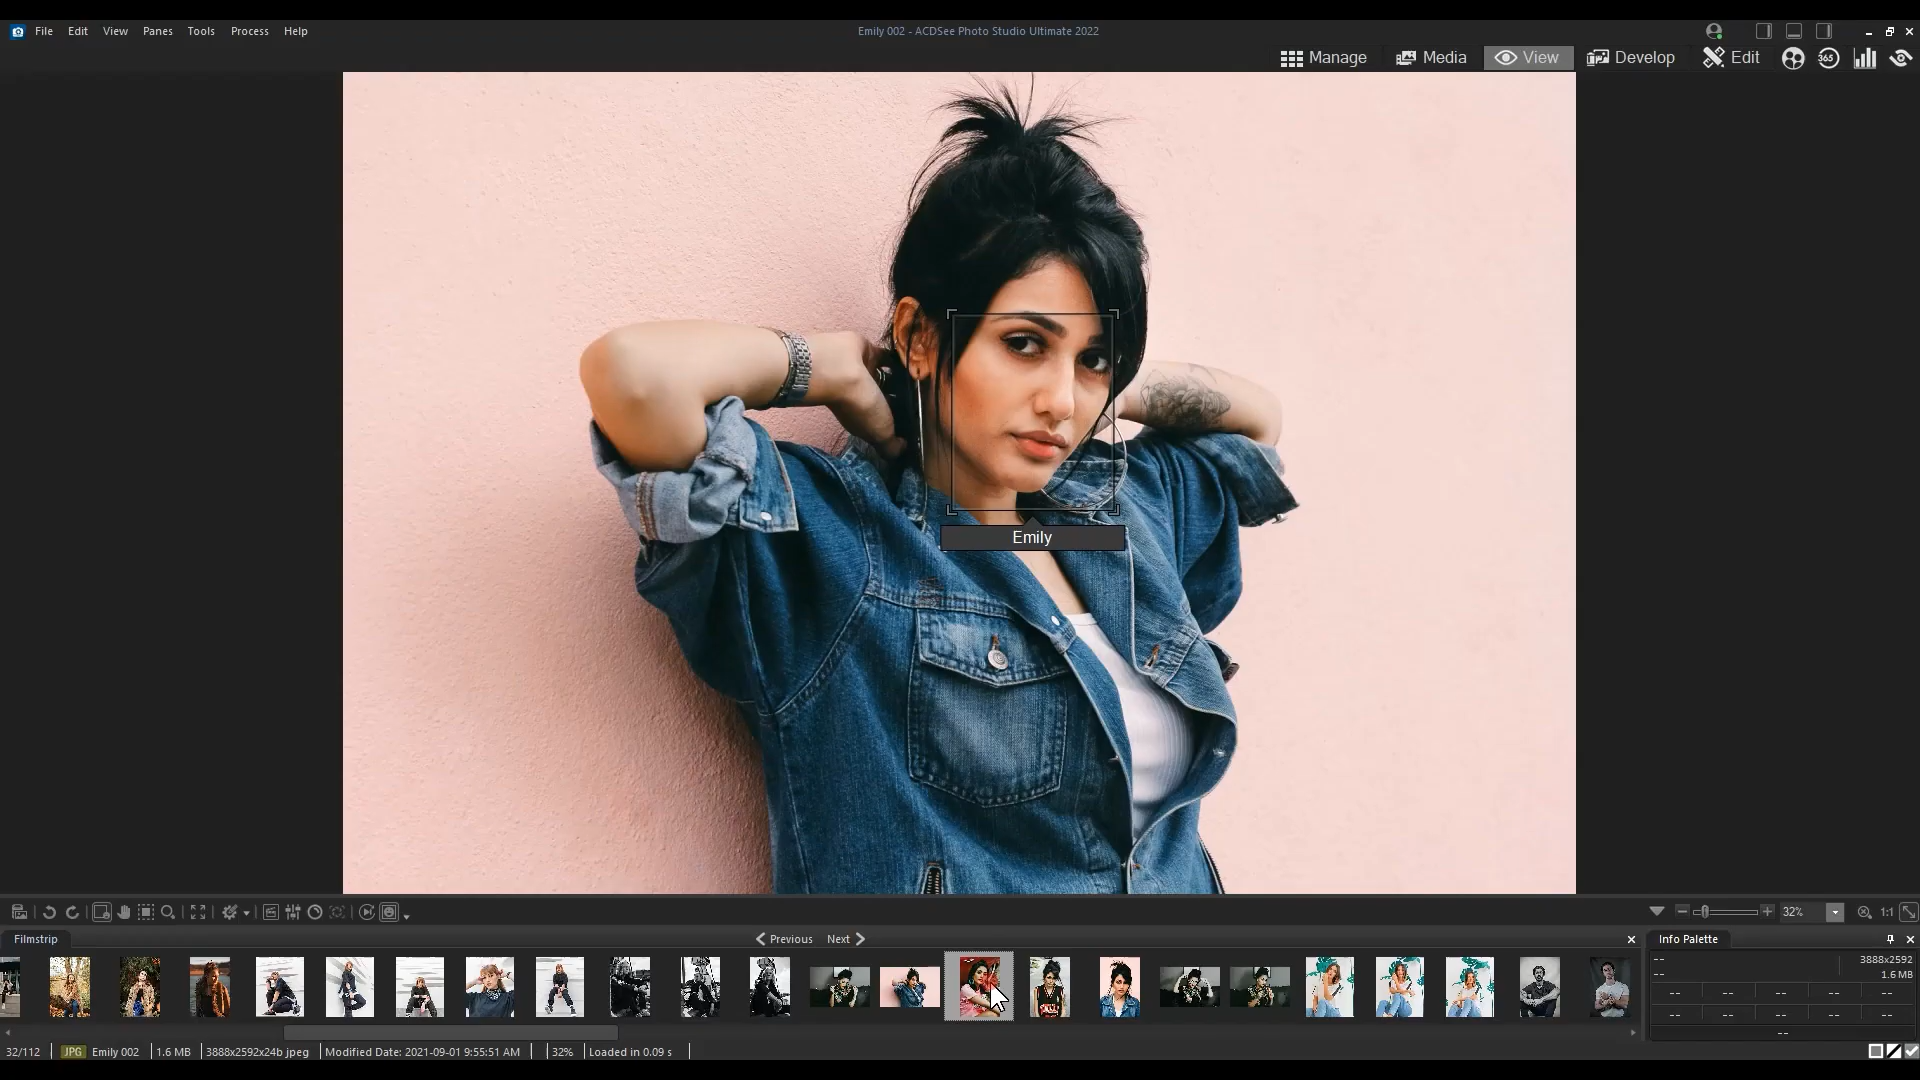 File Edit View Panes Tools Process Help
Emily 002 - ACDSee Photo Studio Ultimate 2022
Manage Media View Develop Edit 365
Emily
32% 1:1
Filmstrip
Previous Next
Info Palette
-- 3888x2592
-- 1.6 MB
-- -- -- -- --
-- -- -- -- --
--
32/112 JPG Emily 002 1.6 MB 3888x2592x24b jpeg Modified Date: 2021-09-01 9:55:51 AM 32% Loaded in 0.09 s